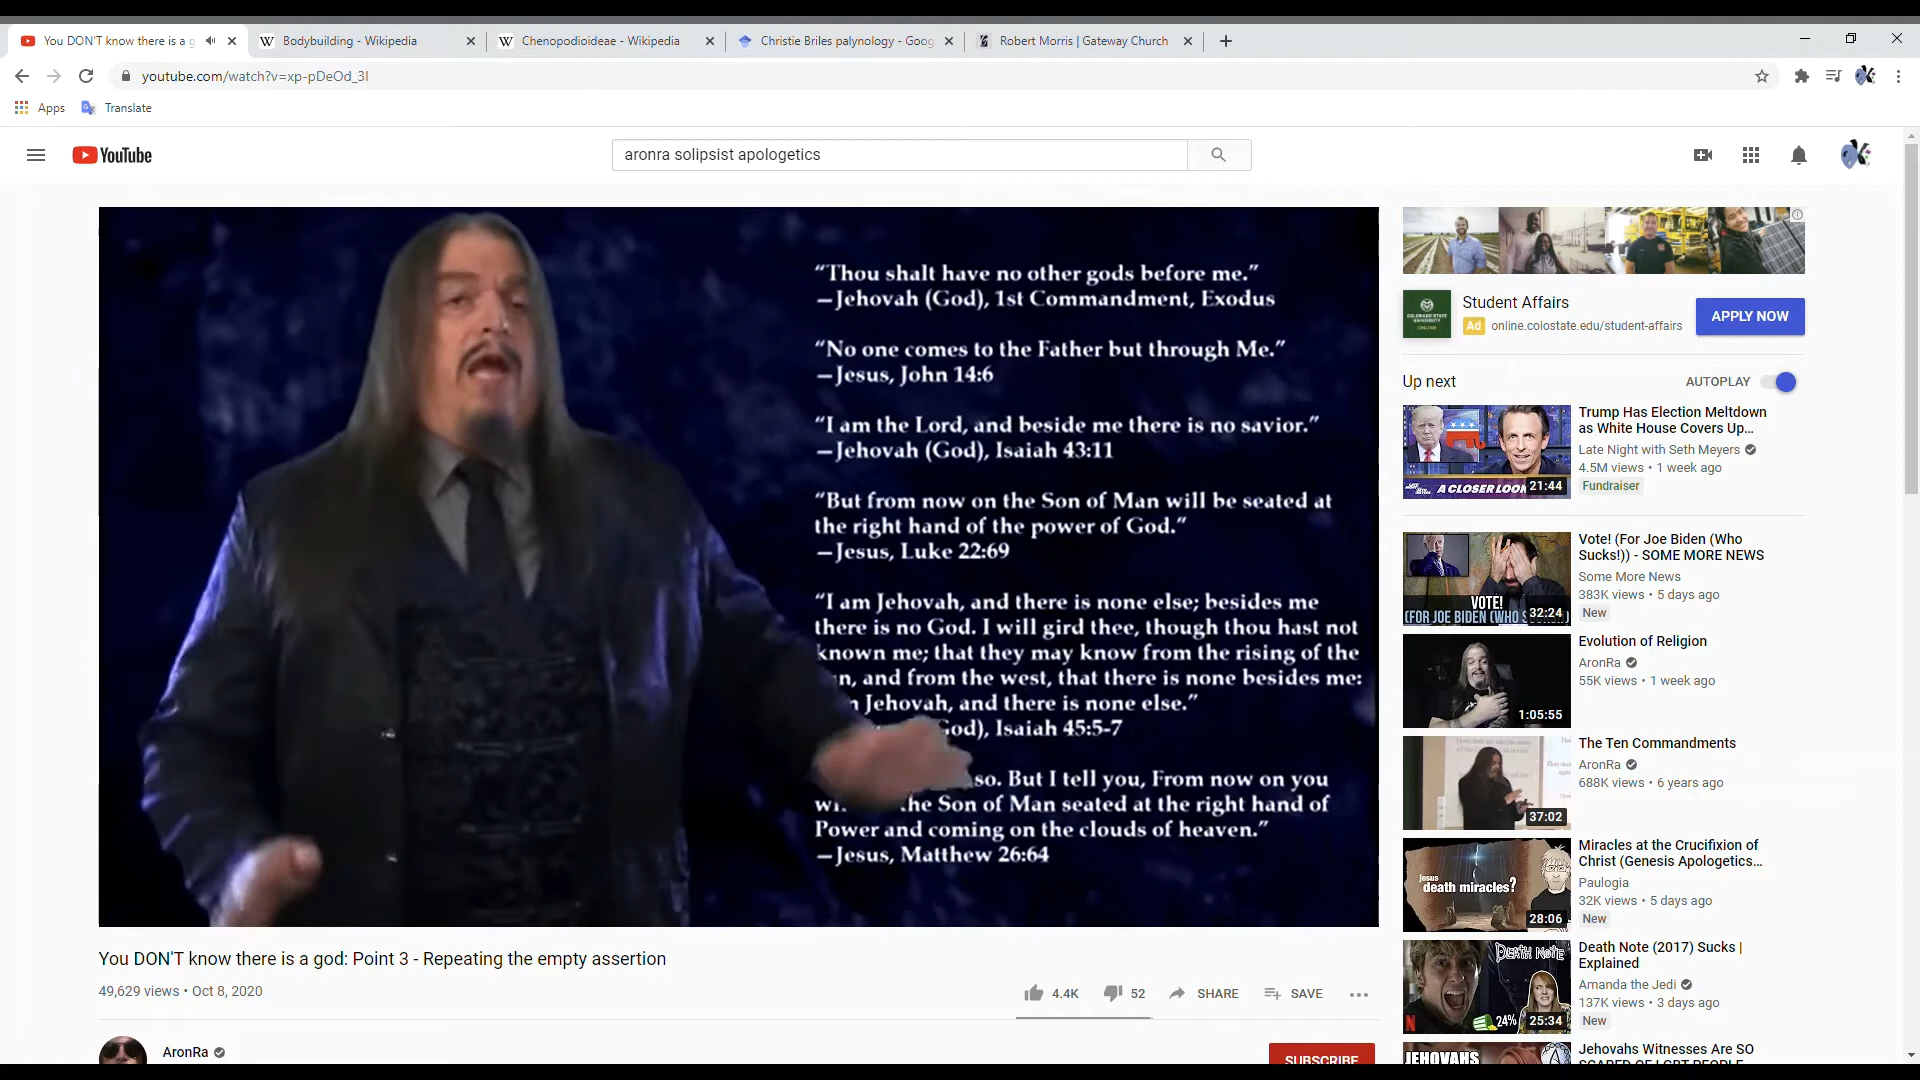 You DON'T know there is a g
Bodybuilding - Wikipedia
Chenopodioideae - Wikipedia
Christie Briles palynology - Goog
Robert Morris | Gateway Church
youtube.com/watch?v=xp-pDeOd_3I
Apps
Translate
YouTube
aronra solipsist apologetics
“Thou shalt have no other gods before me.”
—Jehovah (God), 1st Commandment, Exodus
“No one comes to the Father but through Me.”
—Jesus, John 14:6
“I am the Lord, and beside me there is no savior.”
—Jehovah (God), Isaiah 43:11
“But from now on the Son of Man will be seated at
the right hand of the power of God.”
—Jesus, Luke 22:69
“I am Jehovah, and there is none else; besides me
there is no God. I will gird thee, though thou hast not
known me; that they may know from the rising of the
n, and from the west, that there is none besides me:
Jehovah, and there is none else.”
God), Isaiah 45:5-7
so. But I tell you, From now on you
he Son of Man seated at the right hand of
Power and coming on the clouds of heaven.”
—Jesus, Matthew 26:64
You DON'T know there is a god: Point 3 - Repeating the empty assertion
49,629 views • Oct 8, 2020
4.4K
52
SHARE
SAVE
AronRa
SUBSCRIBE
COLORADO STATE
UNIVERSITY
ONLINE
Student Affairs
Ad online.colostate.edu/student-affairs
APPLY NOW
Up next
AUTOPLAY
A CLOSER LOOK
21:44
Trump Has Election Meltdown
as White House Covers Up...
Late Night with Seth Meyers
4.5M views • 1 week ago
Fundraiser
VOTE!
(FOR JOE BIDEN (WHO S
32:24
Vote! (For Joe Biden (Who
Sucks!)) - SOME MORE NEWS
Some More News
383K views • 5 days ago
New
1:05:55
Evolution of Religion
AronRa
55K views • 1 week ago
37:02
The Ten Commandments
AronRa
688K views • 6 years ago
Jesus
death miracles?
28:06
Miracles at the Crucifixion of
Christ (Genesis Apologetics...
Paulogia
32K views • 5 days ago
New
DEATH NOTE
N
24%
25:34
Death Note (2017) Sucks |
Explained
Amanda the Jedi
137K views • 3 days ago
New
JEHOVAHS
Jehovahs Witnesses Are SO
SCARED OF LGBT PEOPLE